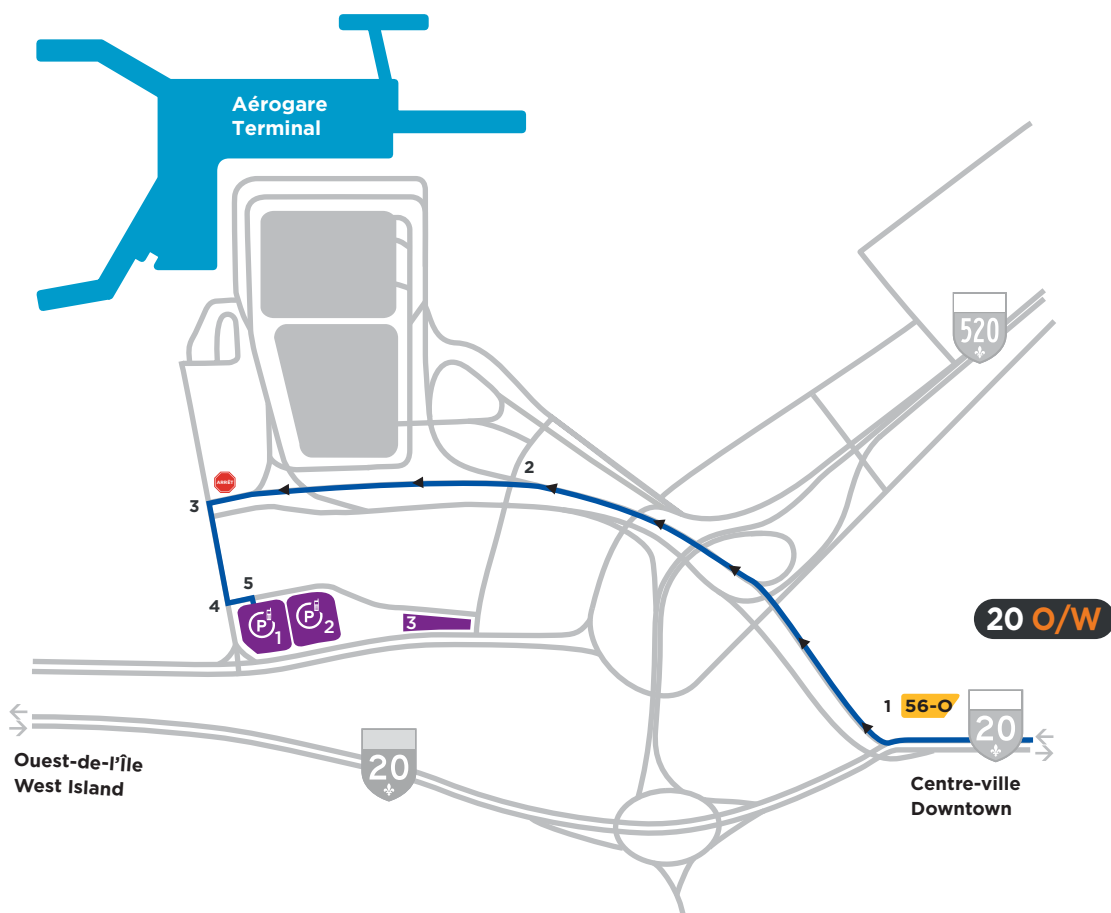 Aérogare
Terminal
520
2
ARRÊT
3
5
4
P
1
P
2
3
20 O/W
1
56-O
20
20
Ouest-de-l'île
West Island
Centre-ville
Downtown